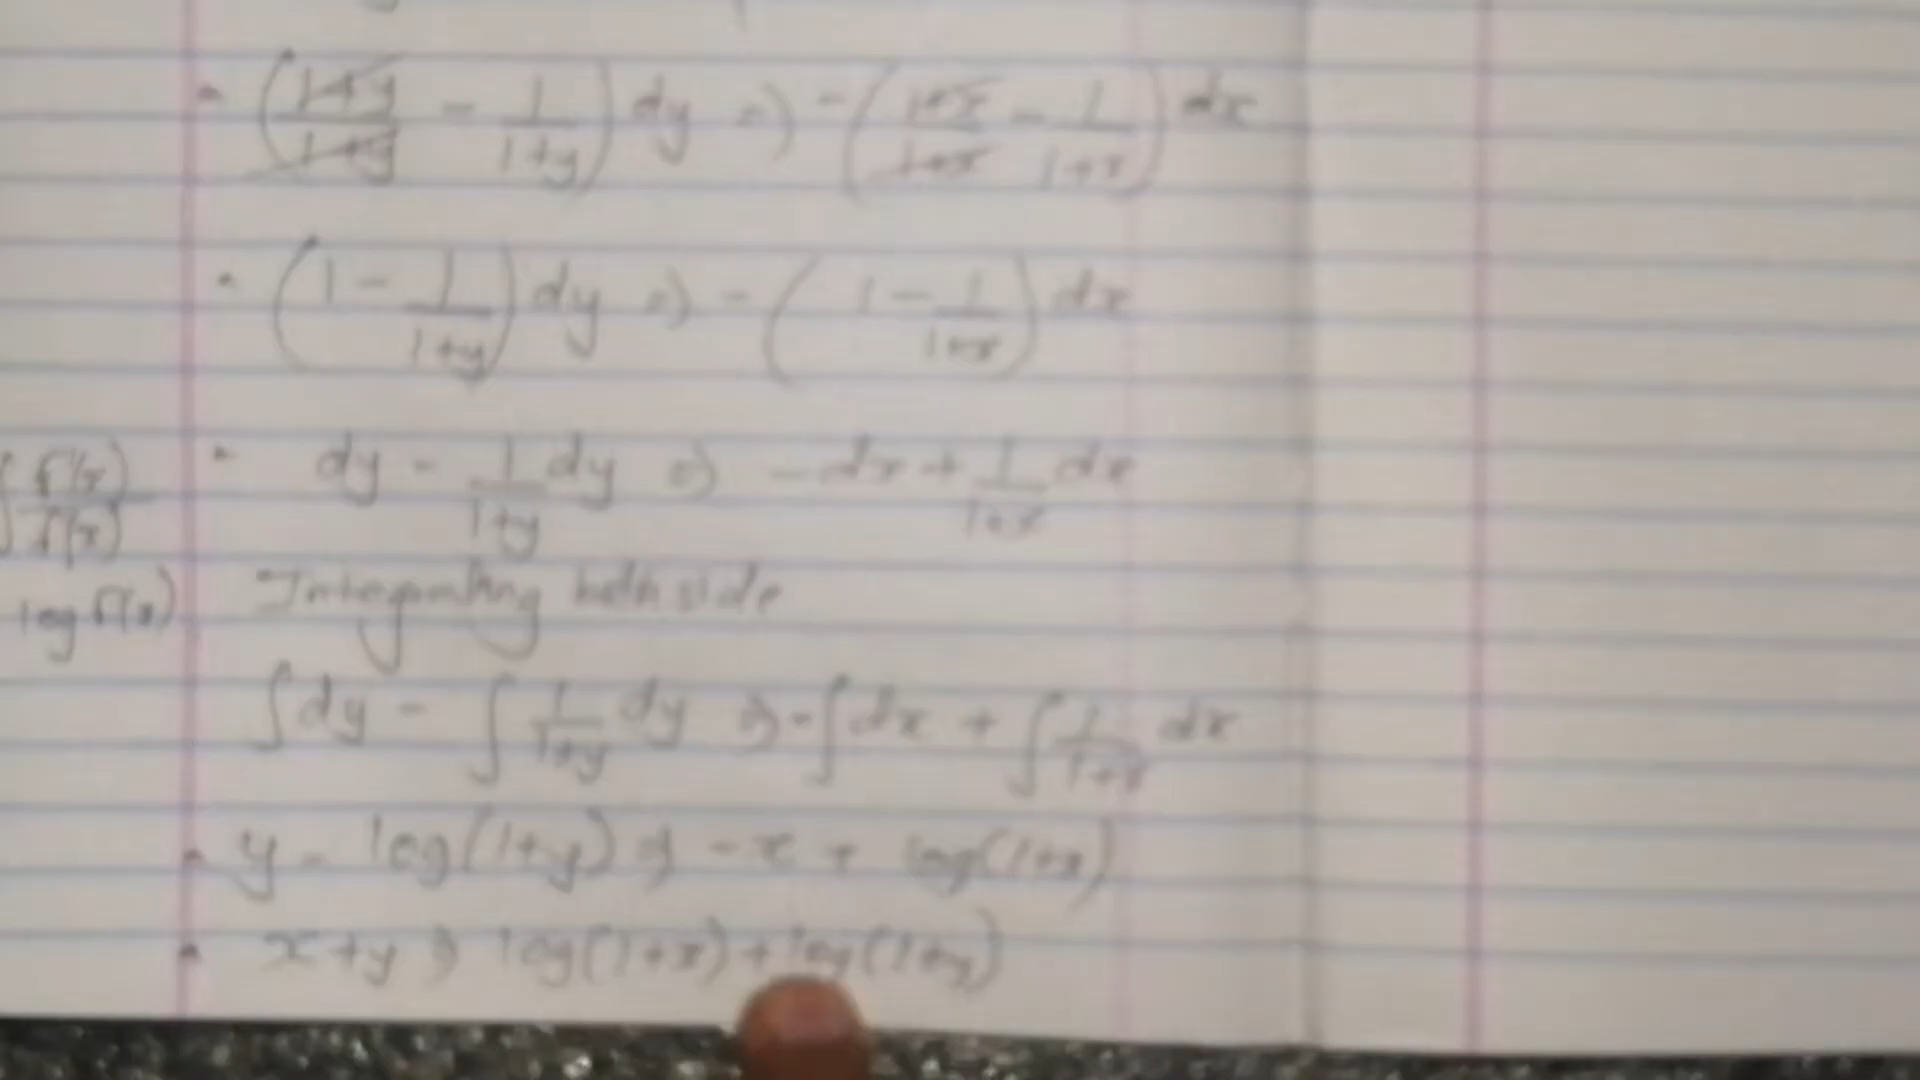 (1+y/1+y - 1/1+y) dy => -(1+x/1+x - 1/1+x) dx
(1 - 1/1+y) dy => -(1 - 1/1+x) dx
∫ f'(x)/f(x)
dy - 1/1+y dy => -dx + 1/1+x dx
log f(x)
Integrating both side
∫dy - ∫ 1/1+y dy => -∫dx + ∫ 1/1+x dx
y - log(1+y) => -x + log(1+x)
x+y => log(1+x) + log(1+y)